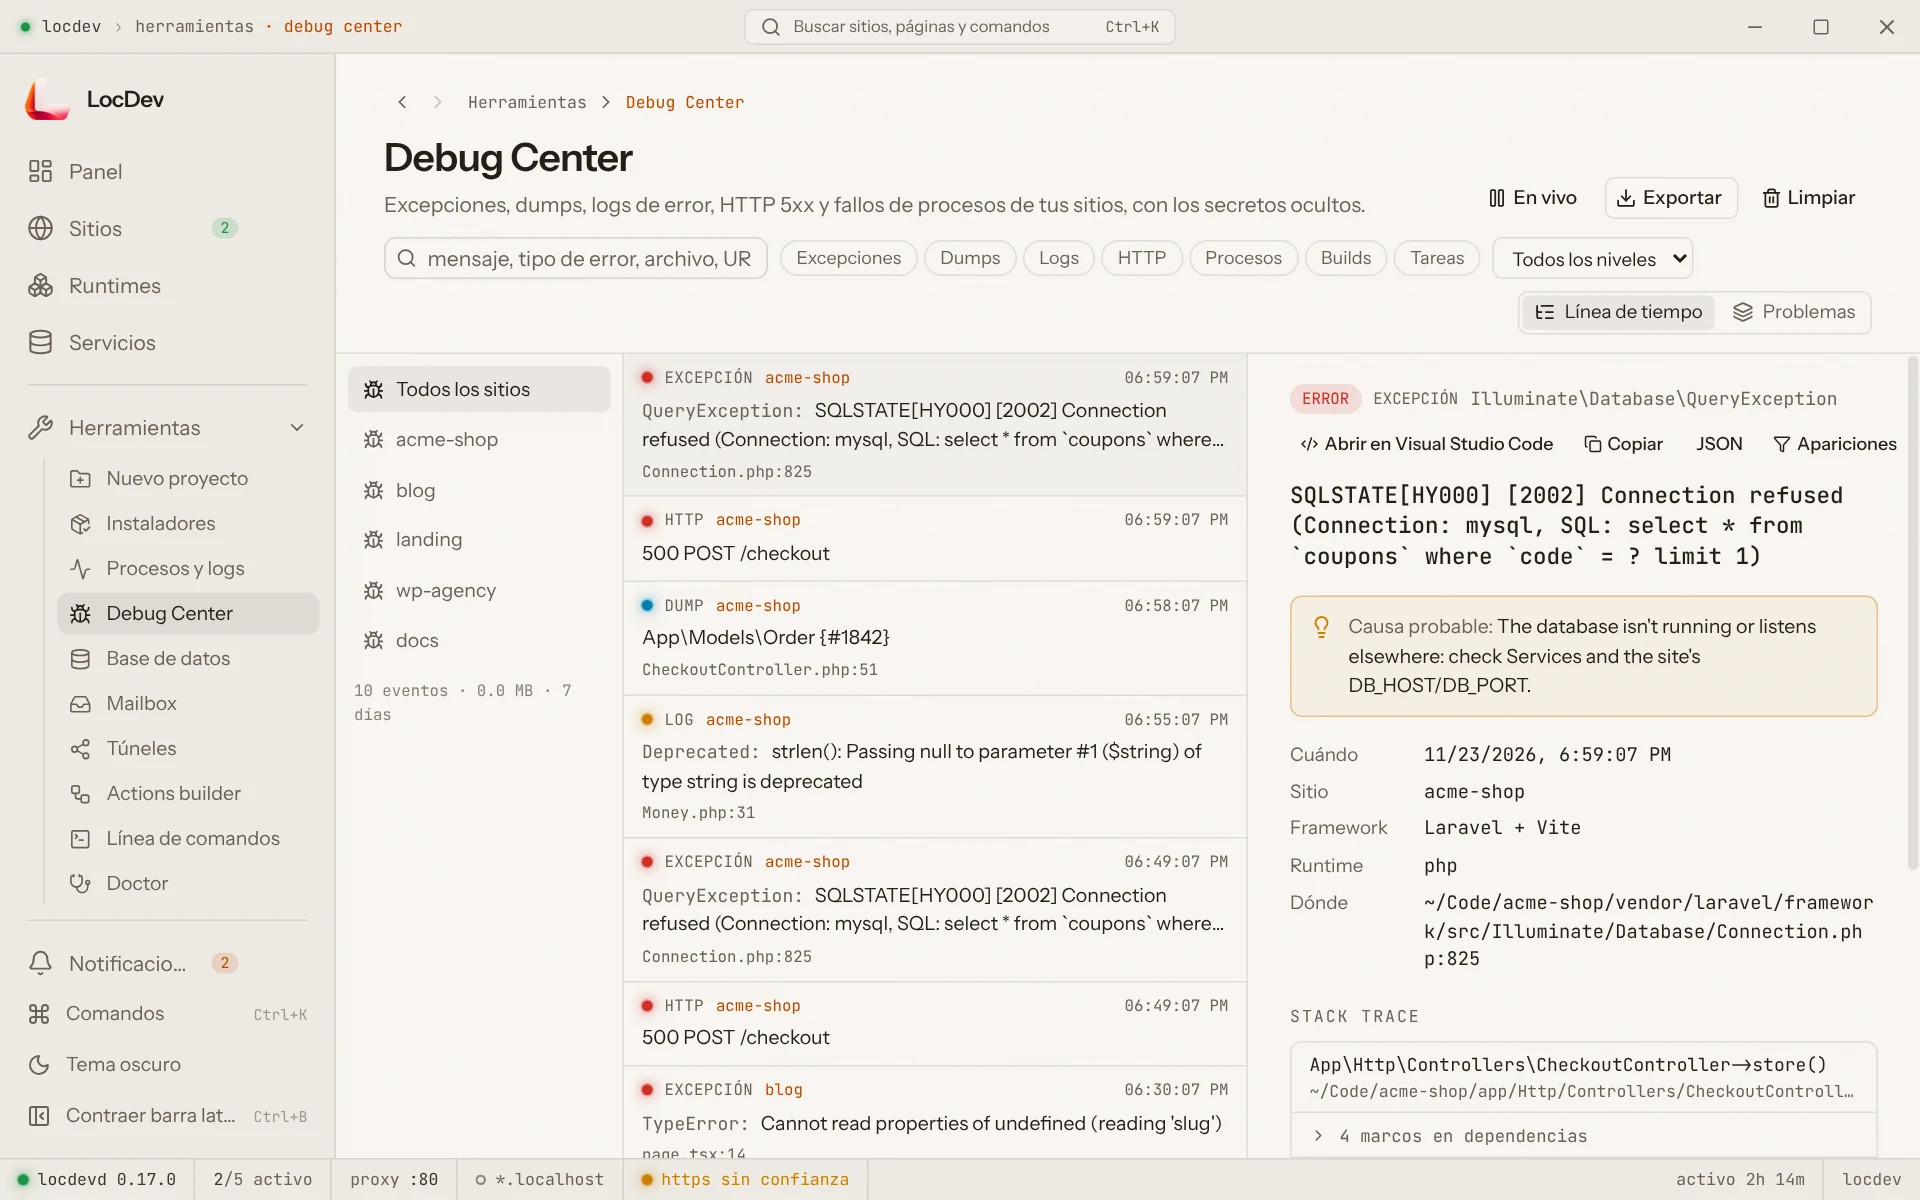 locdev › herramientas · debug center
Buscar sitios, páginas y comandos Ctrl+K
LocDev
Panel
Sitios 2
Runtimes
Servicios
Herramientas
Nuevo proyecto
Instaladores
Procesos y logs
Debug Center
Base de datos
Mailbox
Túneles
Actions builder
Línea de comandos
Doctor
Notificacio... 2
Comandos Ctrl+K
Tema oscuro
Contraer barra lat... Ctrl+B
Herramientas > Debug Center
Debug Center
Excepciones, dumps, logs de error, HTTP 5xx y fallos de procesos de tus sitios, con los secretos ocultos.
En vivo
Exportar
Limpiar
mensaje, tipo de error, archivo, UR
Excepciones
Dumps
Logs
HTTP
Procesos
Builds
Tareas
Todos los niveles
Línea de tiempo
Problemas
Todos los sitios
acme-shop
blog
landing
wp-agency
docs
10 eventos · 0.0 MB · 7
días
EXCEPCIÓN acme-shop 06:59:07 PM
QueryException: SQLSTATE[HY000] [2002] Connection
refused (Connection: mysql, SQL: select * from `coupons` where...
Connection.php:825
HTTP acme-shop 06:59:07 PM
500 POST /checkout
DUMP acme-shop 06:58:07 PM
App\Models\Order {#1842}
CheckoutController.php:51
LOG acme-shop 06:55:07 PM
Deprecated: strlen(): Passing null to parameter #1 ($string) of
type string is deprecated
Money.php:31
EXCEPCIÓN acme-shop 06:49:07 PM
QueryException: SQLSTATE[HY000] [2002] Connection
refused (Connection: mysql, SQL: select * from `coupons` where...
Connection.php:825
HTTP acme-shop 06:49:07 PM
500 POST /checkout
EXCEPCIÓN blog 06:30:07 PM
TypeError: Cannot read properties of undefined (reading 'slug')
page.tsx:14
ERROR EXCEPCIÓN Illuminate\Database\QueryException
Abrir en Visual Studio Code
Copiar
JSON
Apariciones
SQLSTATE[HY000] [2002] Connection refused
(Connection: mysql, SQL: select * from
`coupons` where `code` = ? limit 1)
Causa probable: The database isn't running or listens
elsewhere: check Services and the site's
DB_HOST/DB_PORT.
Cuándo 11/23/2026, 6:59:07 PM
Sitio acme-shop
Framework Laravel + Vite
Runtime php
Dónde ~/Code/acme-shop/vendor/laravel/framewor
k/src/Illuminate/Database/Connection.ph
p:825
STACK TRACE
App\Http\Controllers\CheckoutController->store()
~/Code/acme-shop/app/Http/Controllers/CheckoutControll...
4 marcos en dependencias
locdevd 0.17.0
2/5 activo
proxy :80
*.localhost
https sin confianza
activo 2h 14m
locdev